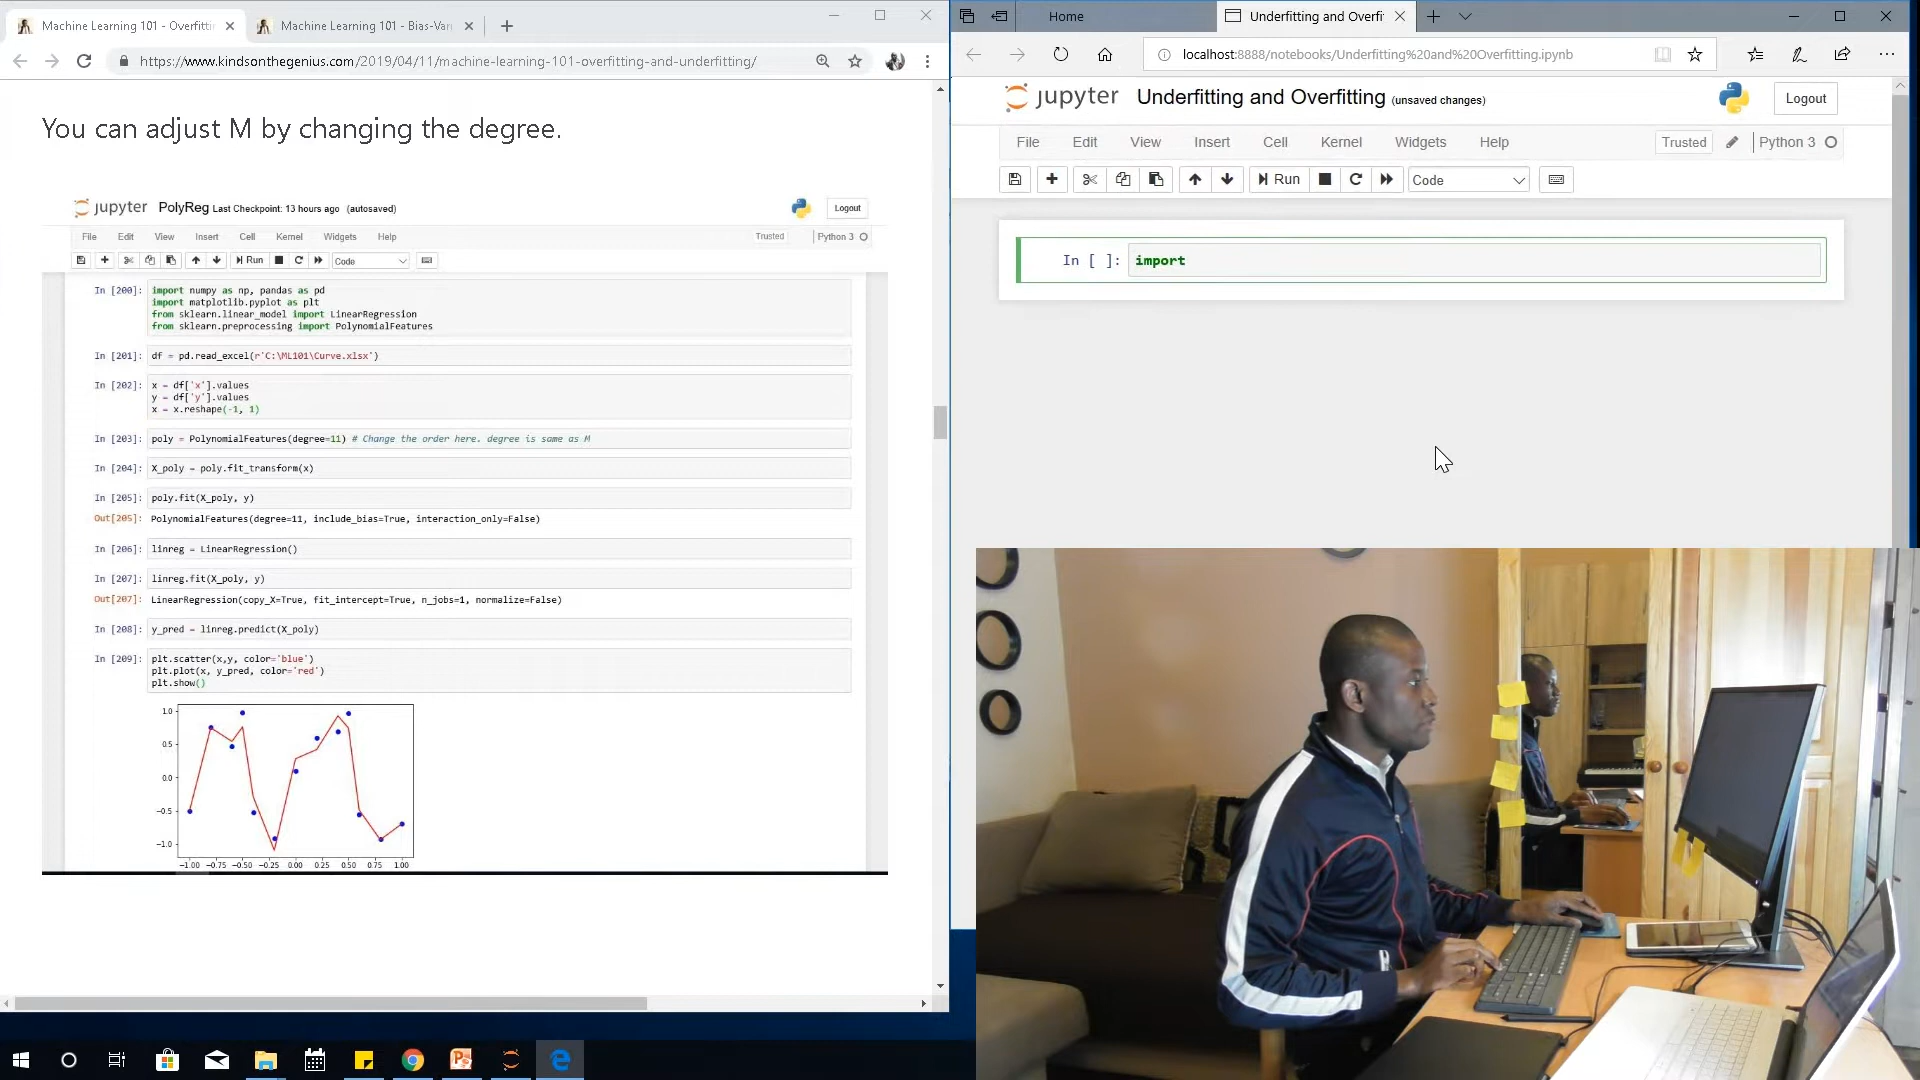 Machine Learning 101 - Overfittin
Machine Learning 101 - Bias-Var
https://www.kindsonthegenius.com/2019/04/11/machine-learning-101-overfitting-and-underfitting/
You can adjust M by changing the degree.
jupyter PolyReg Last Checkpoint: 13 hours ago (autosaved)
Logout
File Edit View Insert Cell Kernel Widgets Help
Trusted
Python 3
Run
Code
In [200]: import numpy as np, pandas as pd
import matplotlib.pyplot as plt
from sklearn.linear_model import LinearRegression
from sklearn.preprocessing import PolynomialFeatures
In [201]: df = pd.read_excel(r'C:\ML101\Curve.xlsx')
In [202]: x = df['x'].values
y = df['y'].values
x = x.reshape(-1, 1)
In [203]: poly = PolynomialFeatures(degree=11) # Change the order here. degree is same as M
In [204]: X_poly = poly.fit_transform(x)
In [205]: poly.fit(X_poly, y)
Out[205]: PolynomialFeatures(degree=11, include_bias=True, interaction_only=False)
In [206]: linreg = LinearRegression()
In [207]: linreg.fit(X_poly, y)
Out[207]: LinearRegression(copy_X=True, fit_intercept=True, n_jobs=1, normalize=False)
In [208]: y_pred = linreg.predict(X_poly)
In [209]: plt.scatter(x,y, color='blue')
plt.plot(x, y_pred, color='red')
plt.show()
1.0
0.5
0.0
−0.5
−1.0
−1.00 −0.75 −0.50 −0.25 0.00 0.25 0.50 0.75 1.00
Home
Underfitting and Overfi
localhost:8888/notebooks/Underfitting%20and%20Overfitting.ipynb
jupyter Underfitting and Overfitting (unsaved changes)
Logout
File Edit View Insert Cell Kernel Widgets Help
Trusted
Python 3
Run
Code
In [ ]: import